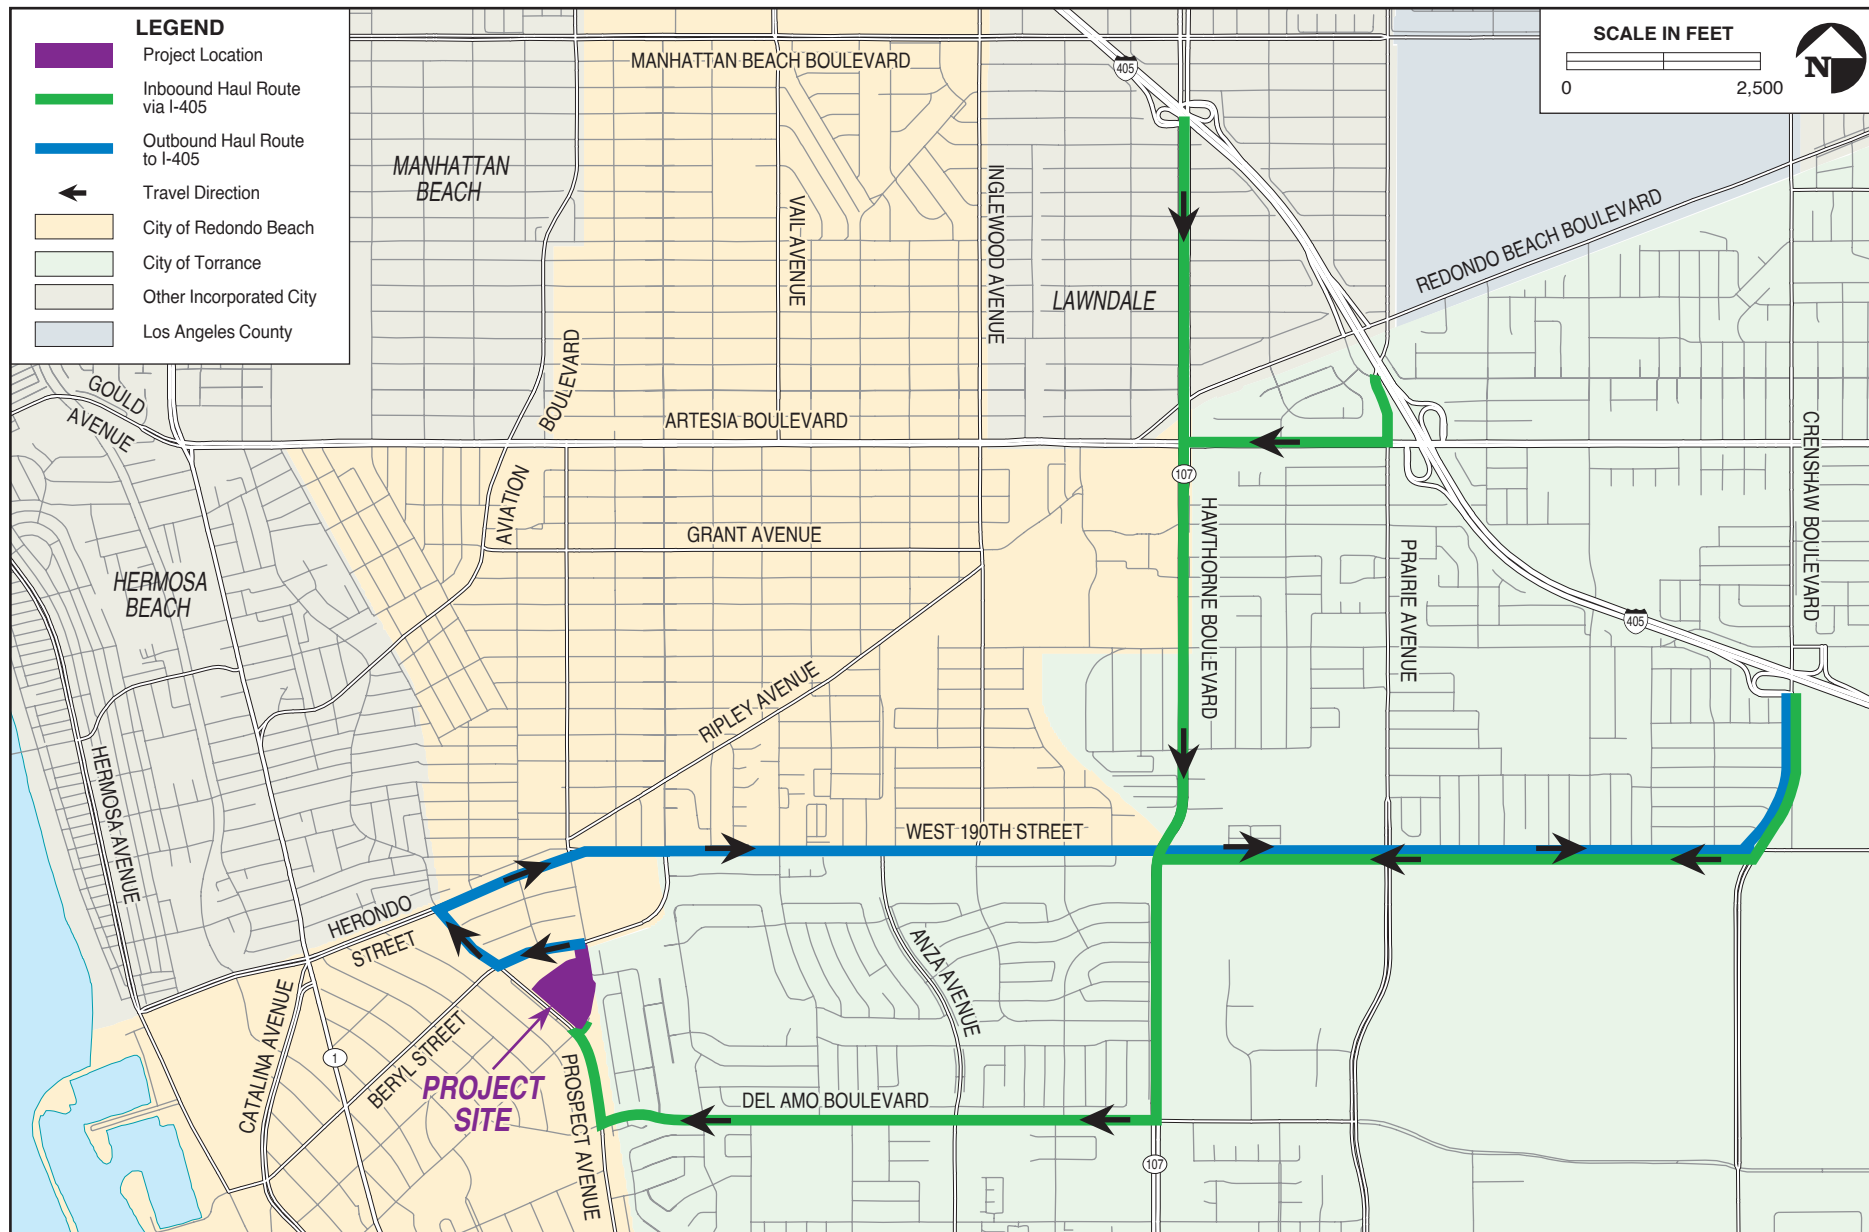 LEGEND
Project Location
Inboound Haul Route
via I-405
Outbound Haul Route
to I-405
Travel Direction
City of Redondo Beach
City of Torrance
Other Incorporated City
Los Angeles County
SCALE IN FEET
0
2,500
N
MANHATTAN BEACH BOULEVARD
405
MANHATTAN
BEACH
VAIL AVENUE
INGLEWOOD AVENUE
LAWNDALE
REDONDO BEACH BOULEVARD
GOULD
AVENUE
BOULEVARD
AVIATION
ARTESIA BOULEVARD
107
CRENSHAW BOULEVARD
GRANT AVENUE
HAWTHORNE BOULEVARD
PRAIRIE AVENUE
HERMOSA
BEACH
405
RIPLEY AVENUE
HERMOSA AVENUE
WEST 190TH STREET
HERONDO
STREET
ANZA AVENUE
CATALINA AVENUE
1
BERYL STREET
PROJECT
SITE
PROSPECT AVENUE
DEL AMO BOULEVARD
107